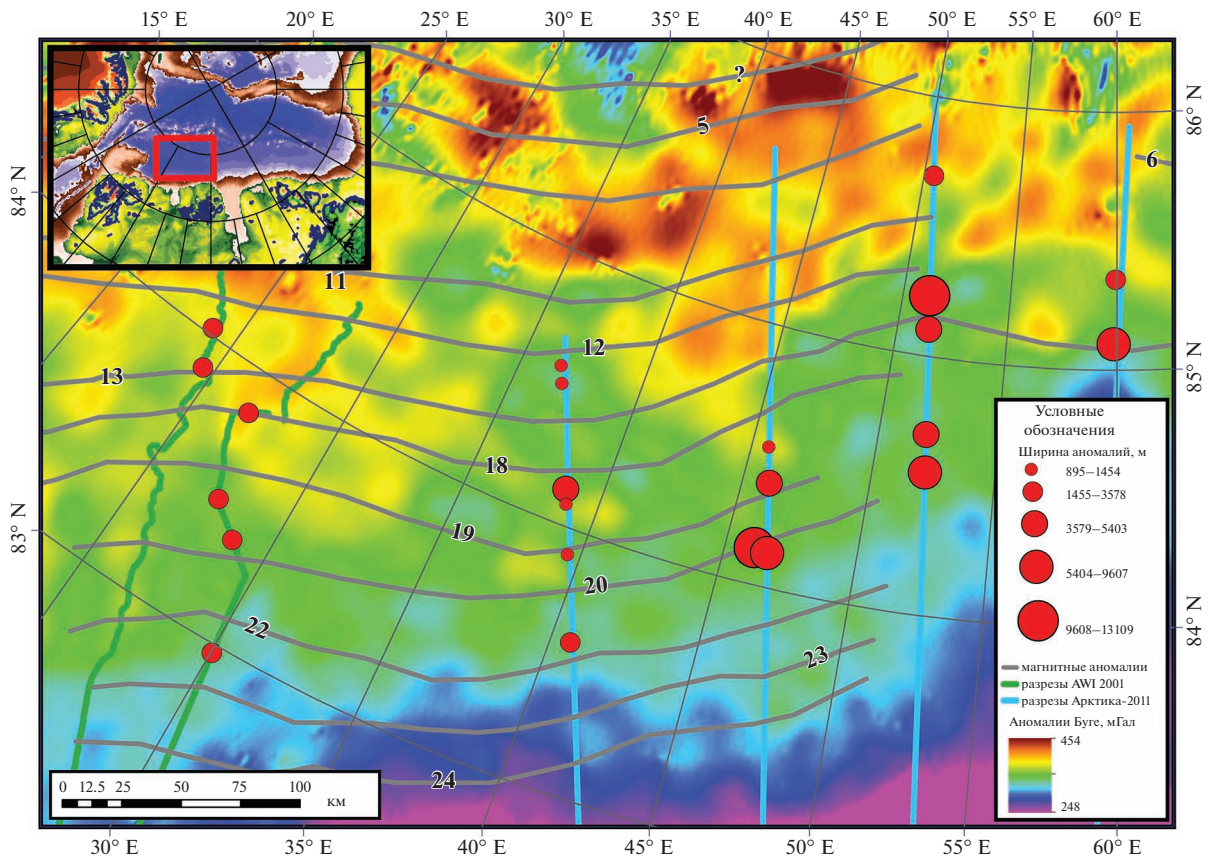 15° E 20° E 25° E 30° E 35° E 40° E 45° E 50° E 55° E 60° E
?
5
86° N
6
84° N
11
12
13
85° N
18
19
83° N
20
22
23
84° N
24
Условные
обозначения
Ширина аномалий, м
895–1454
1455–3578
3579–5403
5404–9607
9608–13109
магнитные аномалии
разрезы AWI 2001
разрезы Арктика-2011
Аномалии Буге, мГал
454
248
0 12.5 25 50 75 100
км
30° E 35° E 40° E 45° E 50° E 55° E 60° E